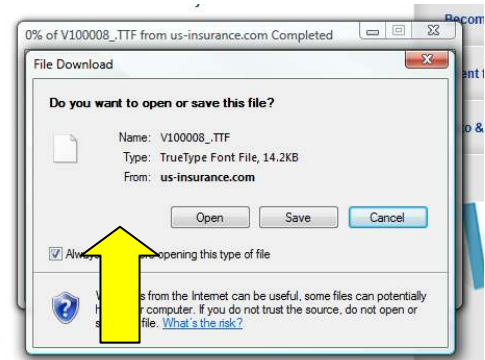 Recom
0% of V100008_.TTF from us-insurance.com Completed
File Download
ent
Do you want to open or save this file?
Name: V100008_.TTF
Type: TrueType Font File, 14.2KB
From: us-insurance.com
o &
Open Save Cancel
opening this type of file
from the Internet can be useful, some files can potentially
computer. If you do not trust the source, do not open or
file. What's the risk?